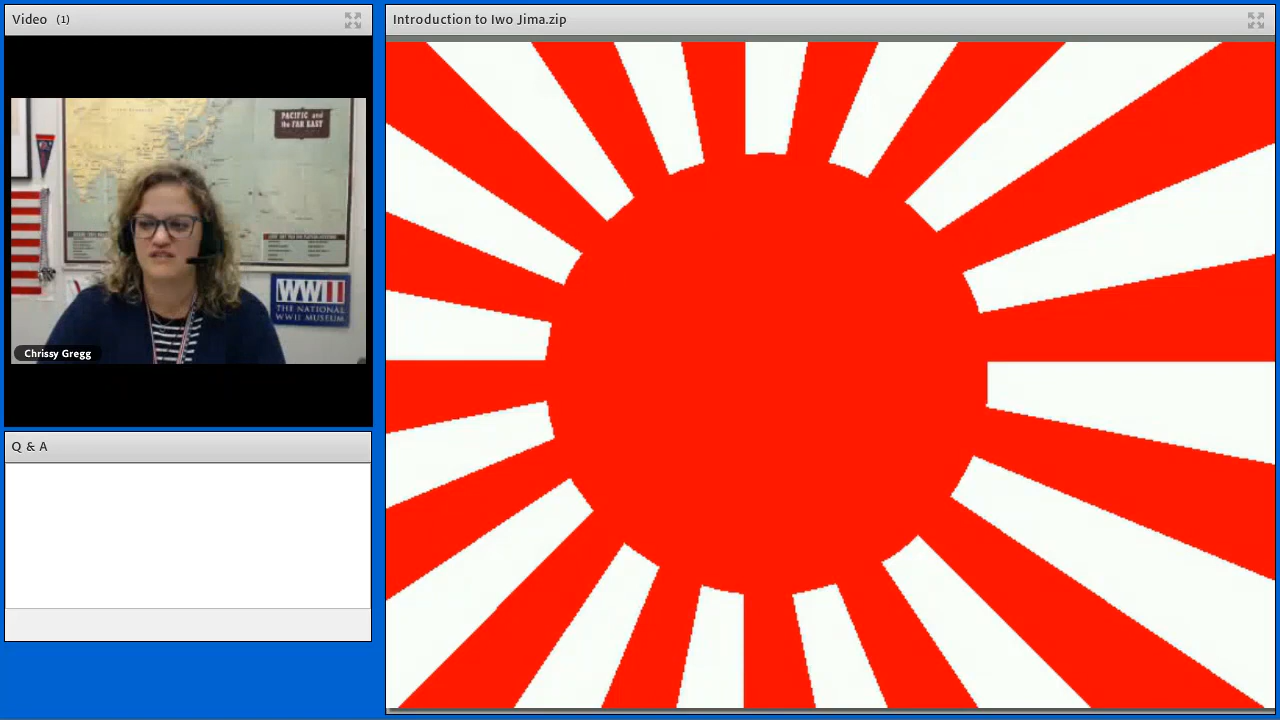 Video (1)
Introduction to Iwo Jima.zip
PACIFIC and
the FAR EAST
WWII
THE NATIONAL
WWII MUSEUM
Chrissy Gregg
Q & A